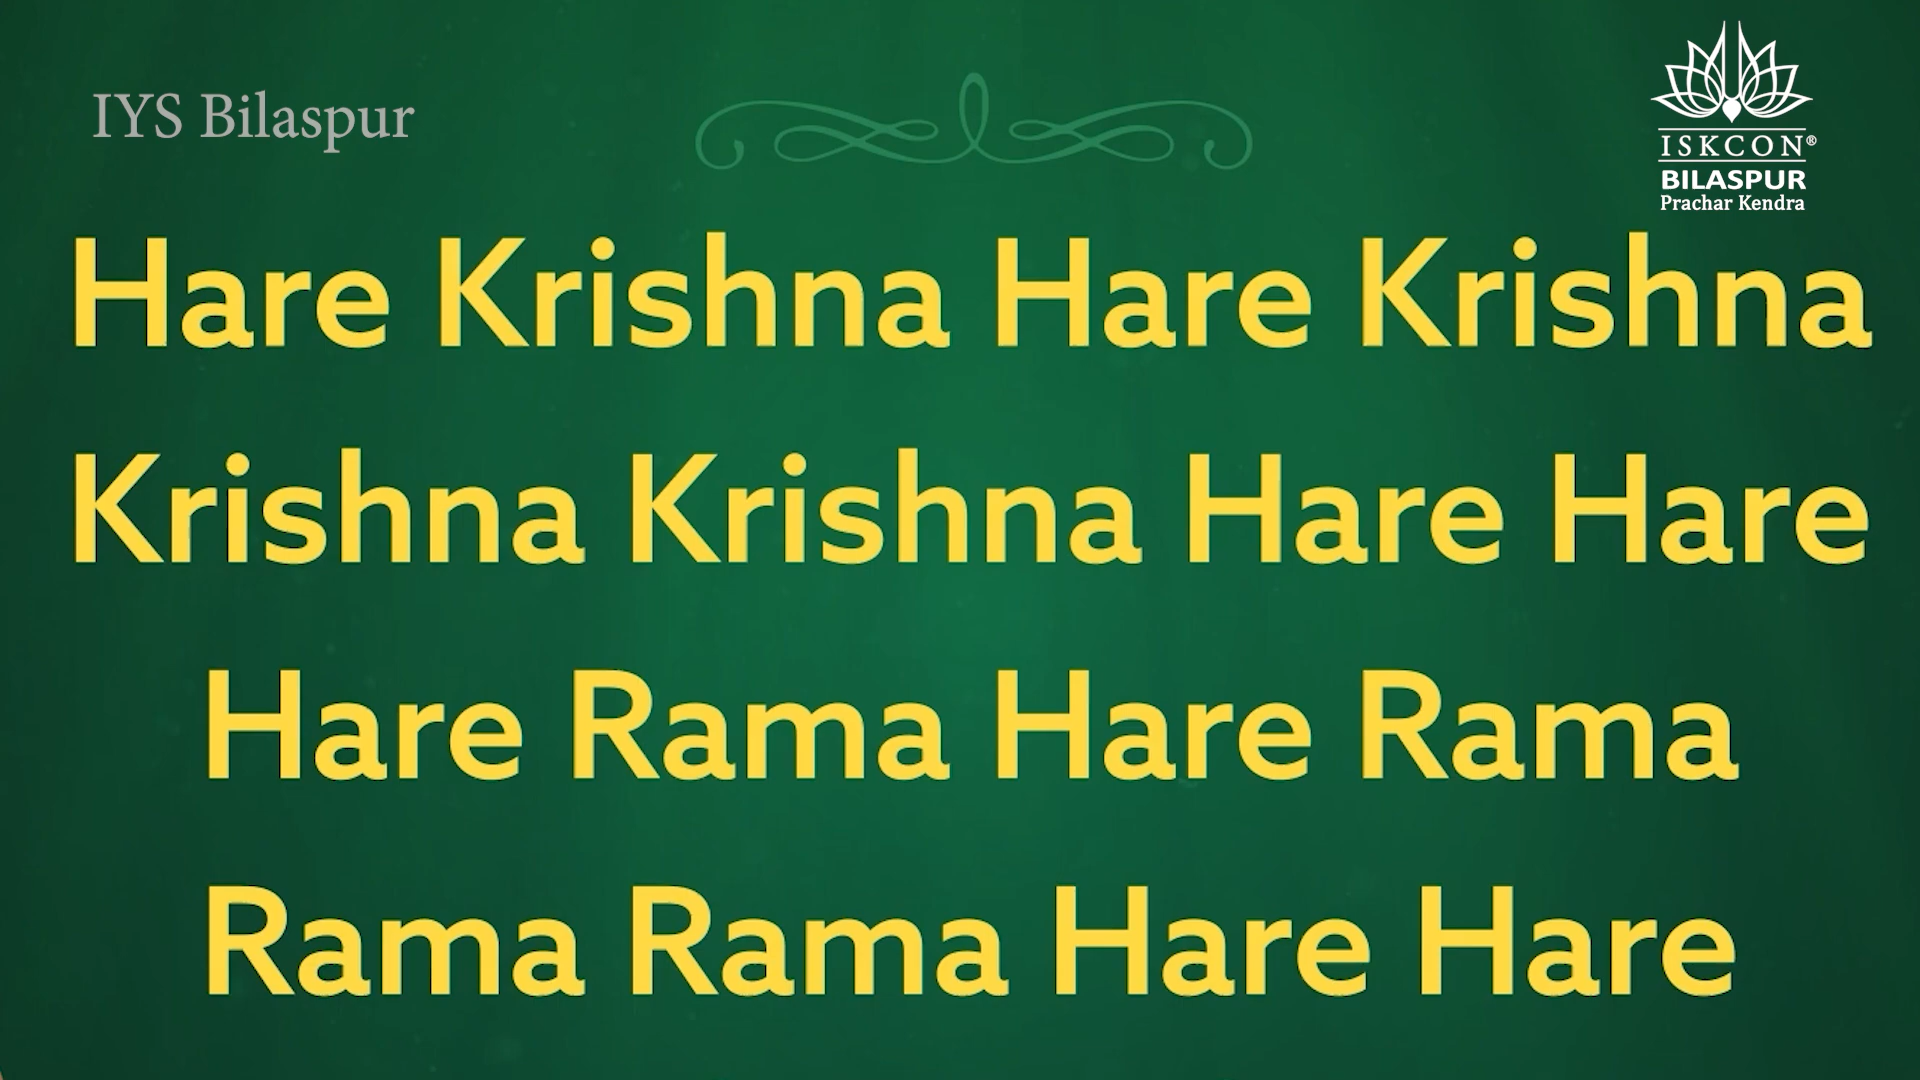 IYS Bilaspur
ISKCON®
BILASPUR
Prachar Kendra
Hare Krishna Hare Krishna
Krishna Krishna Hare Hare
Hare Rama Hare Rama
Rama Rama Hare Hare